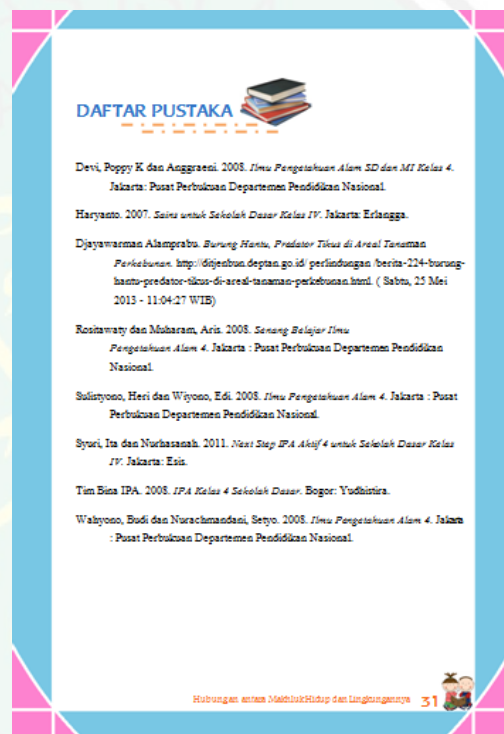 DAFTAR PUSTAKA
Devi, Poppy K dan Anggraeni. 2008. Ilmu Pengetahuan Alam SD dan MI Kelas 4.
Jakarta: Pusat Perbukuan Departemen Pendidikan Nasional.
Haryanto. 2007. Sains untuk Sekolah Dasar Kelas IV. Jakarta: Erlangga.
Djayawarman Alamprabu. Burung Hantu, Predator Tikus di Areal Tanaman
Perkebunan. http://ditjenbun.deptan.go.id/ perlindungan /berita-224-burung-
hantu-predator-tikus-di-areal-tanaman-perkebunan.html. ( Sabtu, 25 Mei
2013 - 11:04:27 WIB)
Rositawaty dan Muharam, Aris. 2008. Senang Belajar Ilmu
Pengetahuan Alam 4. Jakarta : Pusat Perbukuan Departemen Pendidikan
Nasional.
Sulistyono, Heri dan Wiyono, Edi. 2008. Ilmu Pengetahuan Alam 4. Jakarta : Pusat
Perbukuan Departemen Pendidikan Nasional.
Syuri, Ita dan Nurhasanah. 2011. Next Step IPA Aktif 4 untuk Sekolah Dasar Kelas
IV. Jakarta: Esis.
Tim Bina IPA. 2008. IPA Kelas 4 Sekolah Dasar. Bogor: Yudhistira.
Wahyono, Budi dan Nurachmandani, Setyo. 2008. Ilmu Pengetahuan Alam 4. Jakarta
: Pusat Perbukuan Departemen Pendidikan Nasional.
Hubungan antara Makhluk Hidup dan Lingkungannya 31